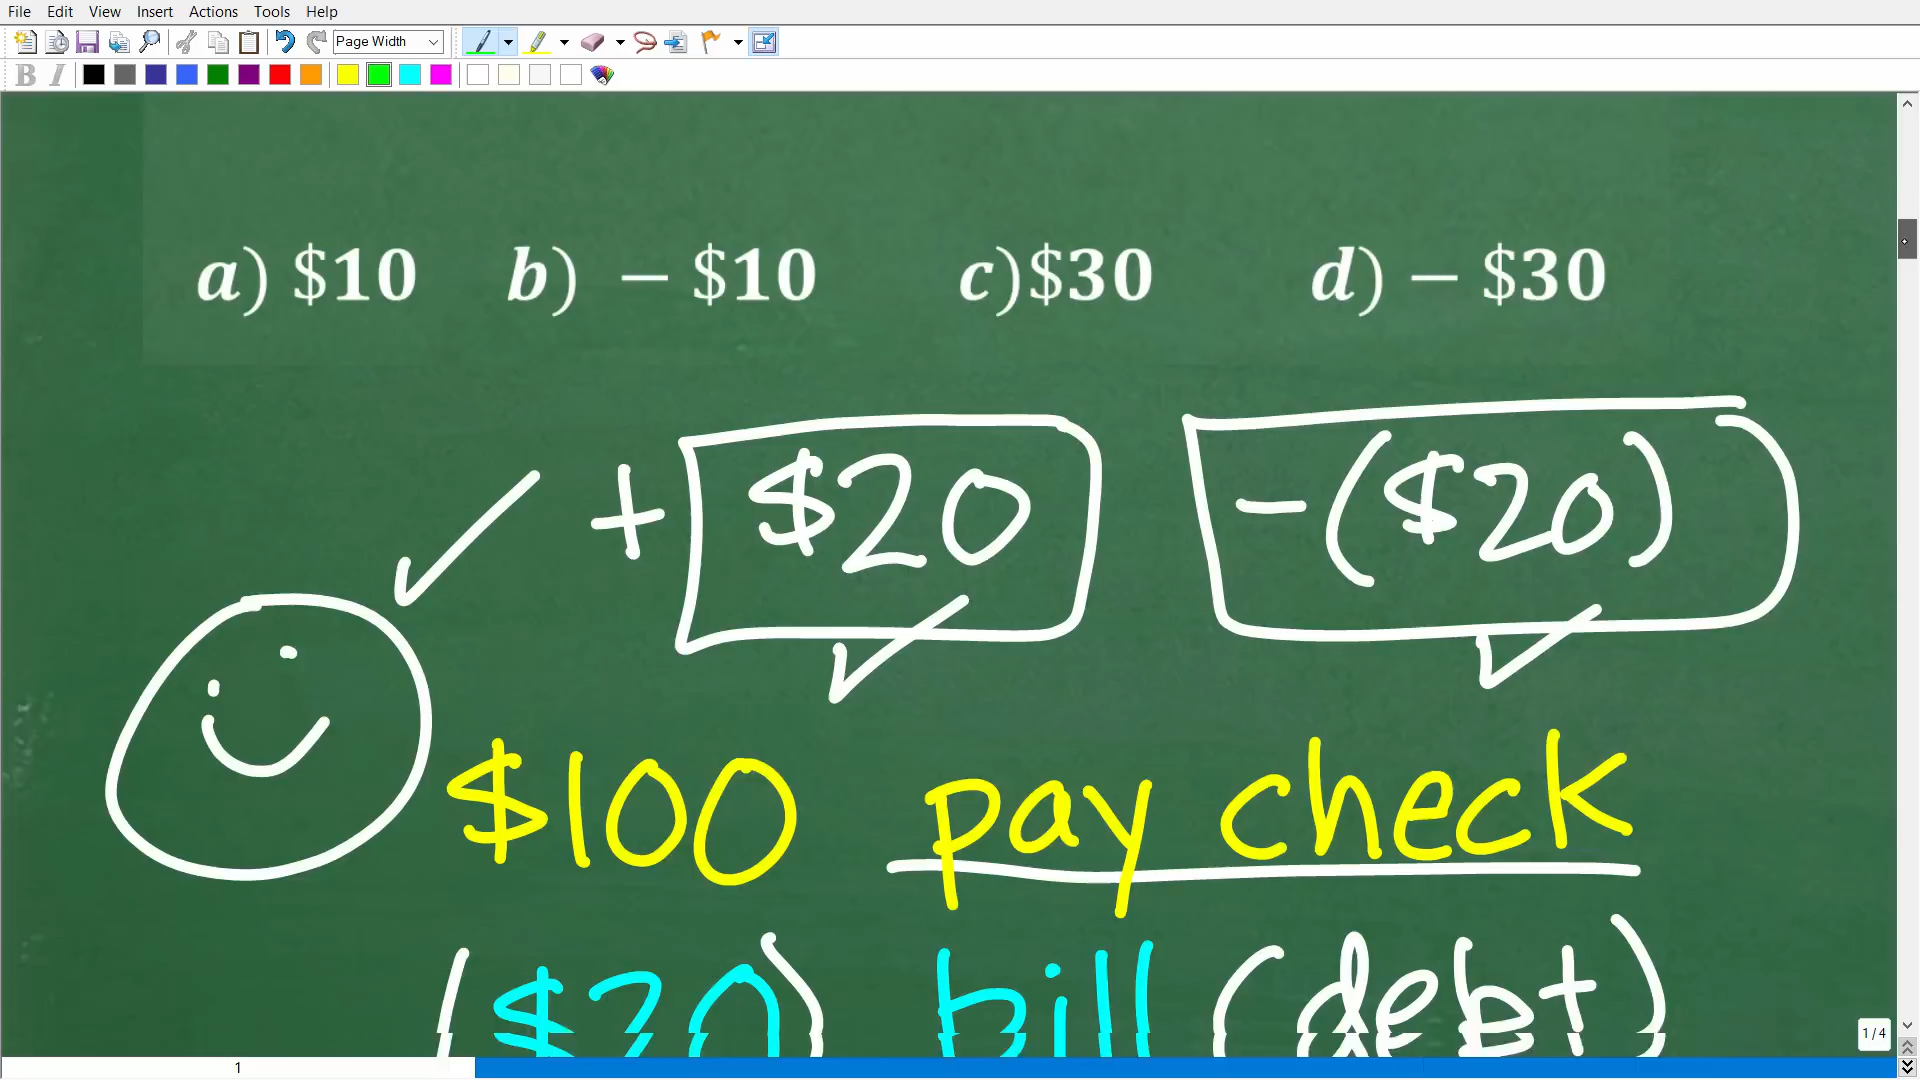 File Edit View Insert Actions Tools Help
Page Width
B I
a) $10 b) – $10 c)$30 d) – $30
+ $20 –($20)
$100 pay check
($20) bill (debt)
1 / 4
1